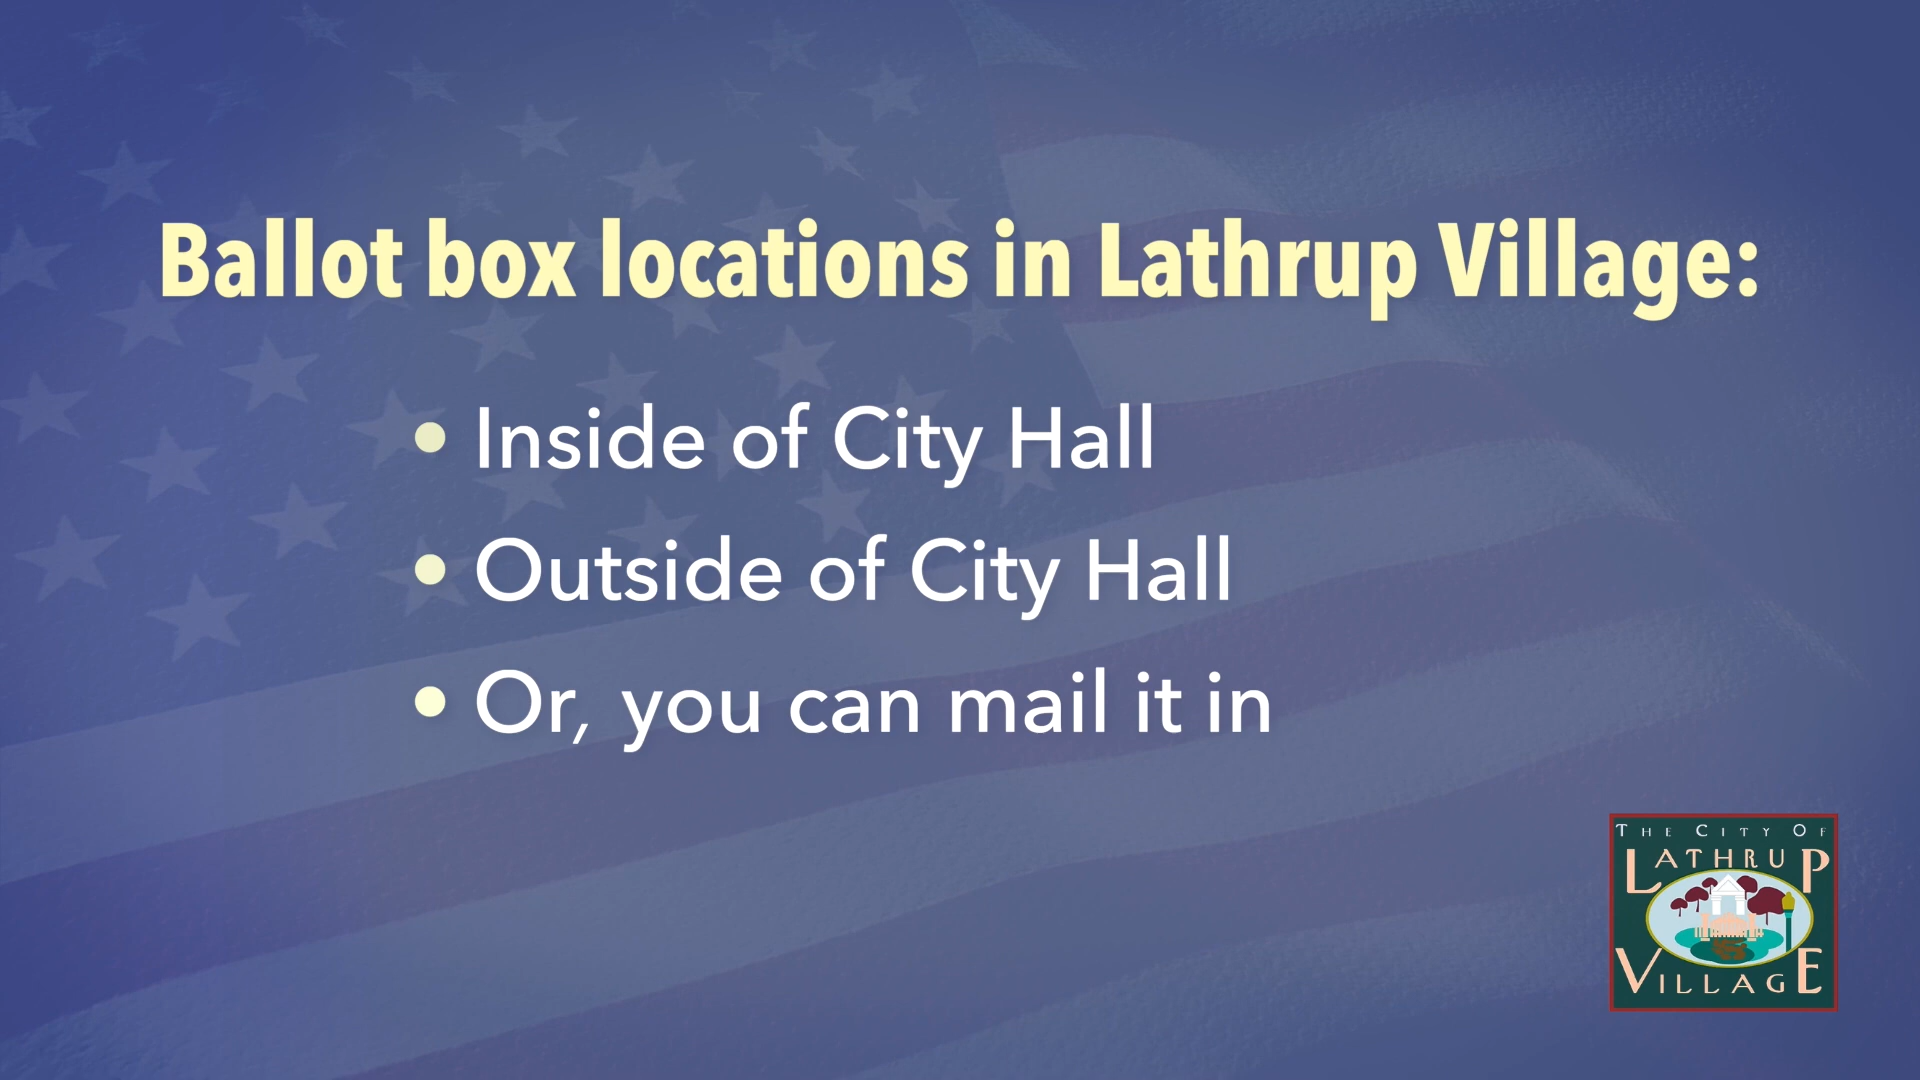 Ballot box locations in Lathrup Village:
• Inside of City Hall
• Outside of City Hall
• Or, you can mail it in
THE CITY OF
LATHRUP
VILLAGE